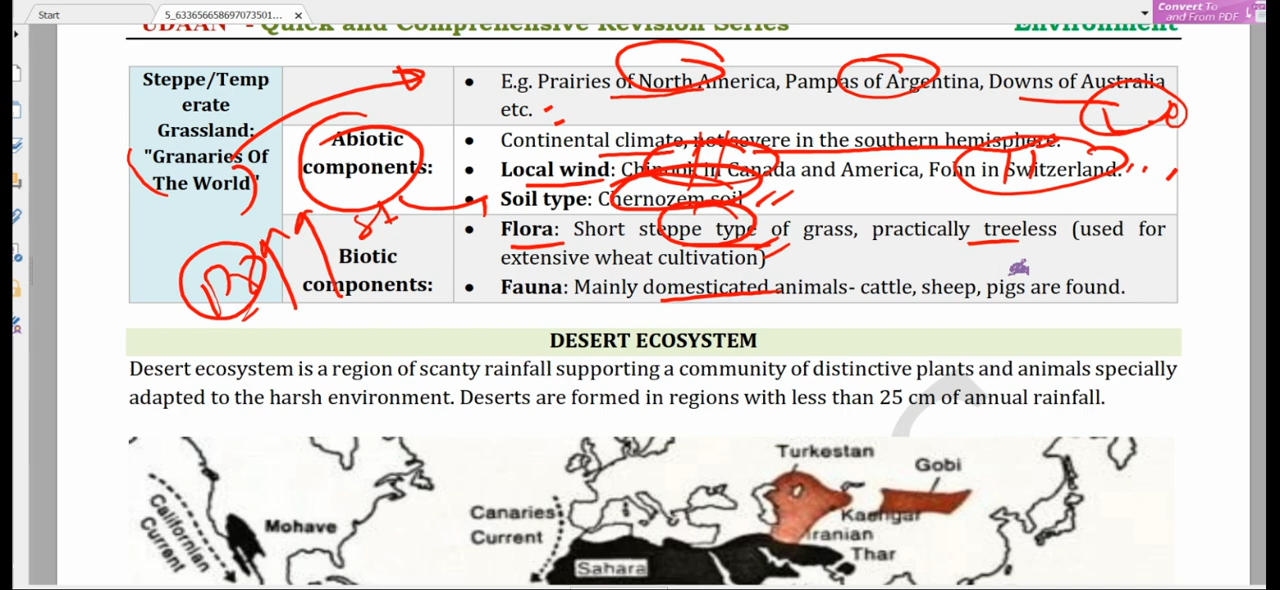 Start
5_633656658697073501...
Convert To
and From PDF
UDAAN - Quick and Comprehensive Revision Series Environment
Steppe/Temp
erate
Grassland:
"Granaries Of
The World"
• E.g. Prairies of North America, Pampas of Argentina, Downs of Australia
etc.
Abiotic
components:
• Continental climate, not severe in the southern hemisphere.
• Local wind: Chinook in Canada and America, Fohn in Switzerland.
• Soil type: Chernozem soil
Biotic
components:
• Flora: Short steppe type of grass, practically treeless (used for
extensive wheat cultivation)
• Fauna: Mainly domesticated animals- cattle, sheep, pigs are found.
DESERT ECOSYSTEM
Desert ecosystem is a region of scanty rainfall supporting a community of distinctive plants and animals specially
adapted to the harsh environment. Deserts are formed in regions with less than 25 cm of annual rainfall.
Turkestan
Gobi
Californian
Current
Mohave
Canaries
Current
Iranian
Thar
Sahara